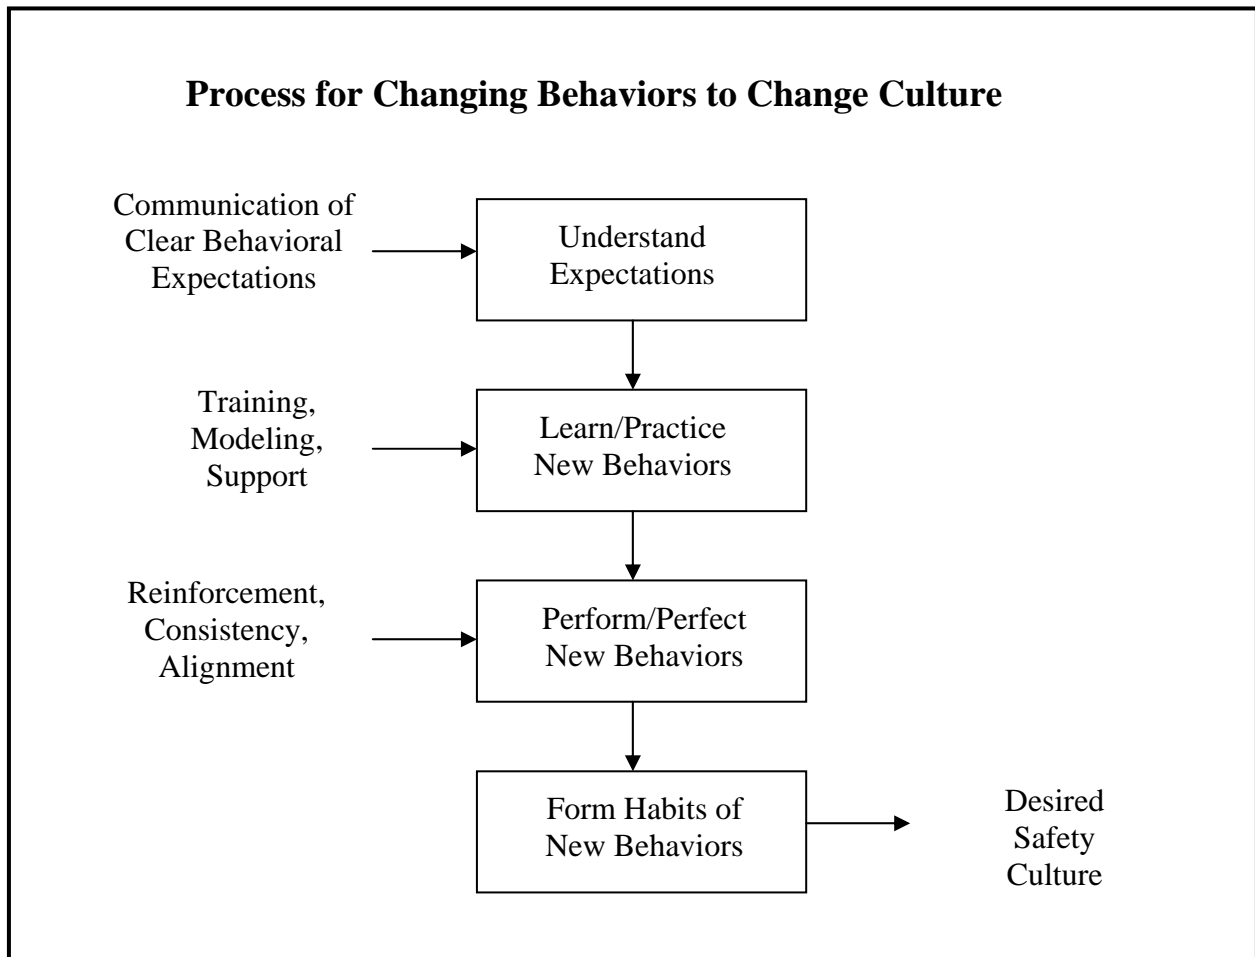 Process for Changing Behaviors to Change Culture
Communication of
Clear Behavioral
Expectations
Understand
Expectations
Training,
Modeling,
Support
Learn/Practice
New Behaviors
Reinforcement,
Consistency,
Alignment
Perform/Perfect
New Behaviors
Form Habits of
New Behaviors
Desired
Safety
Culture